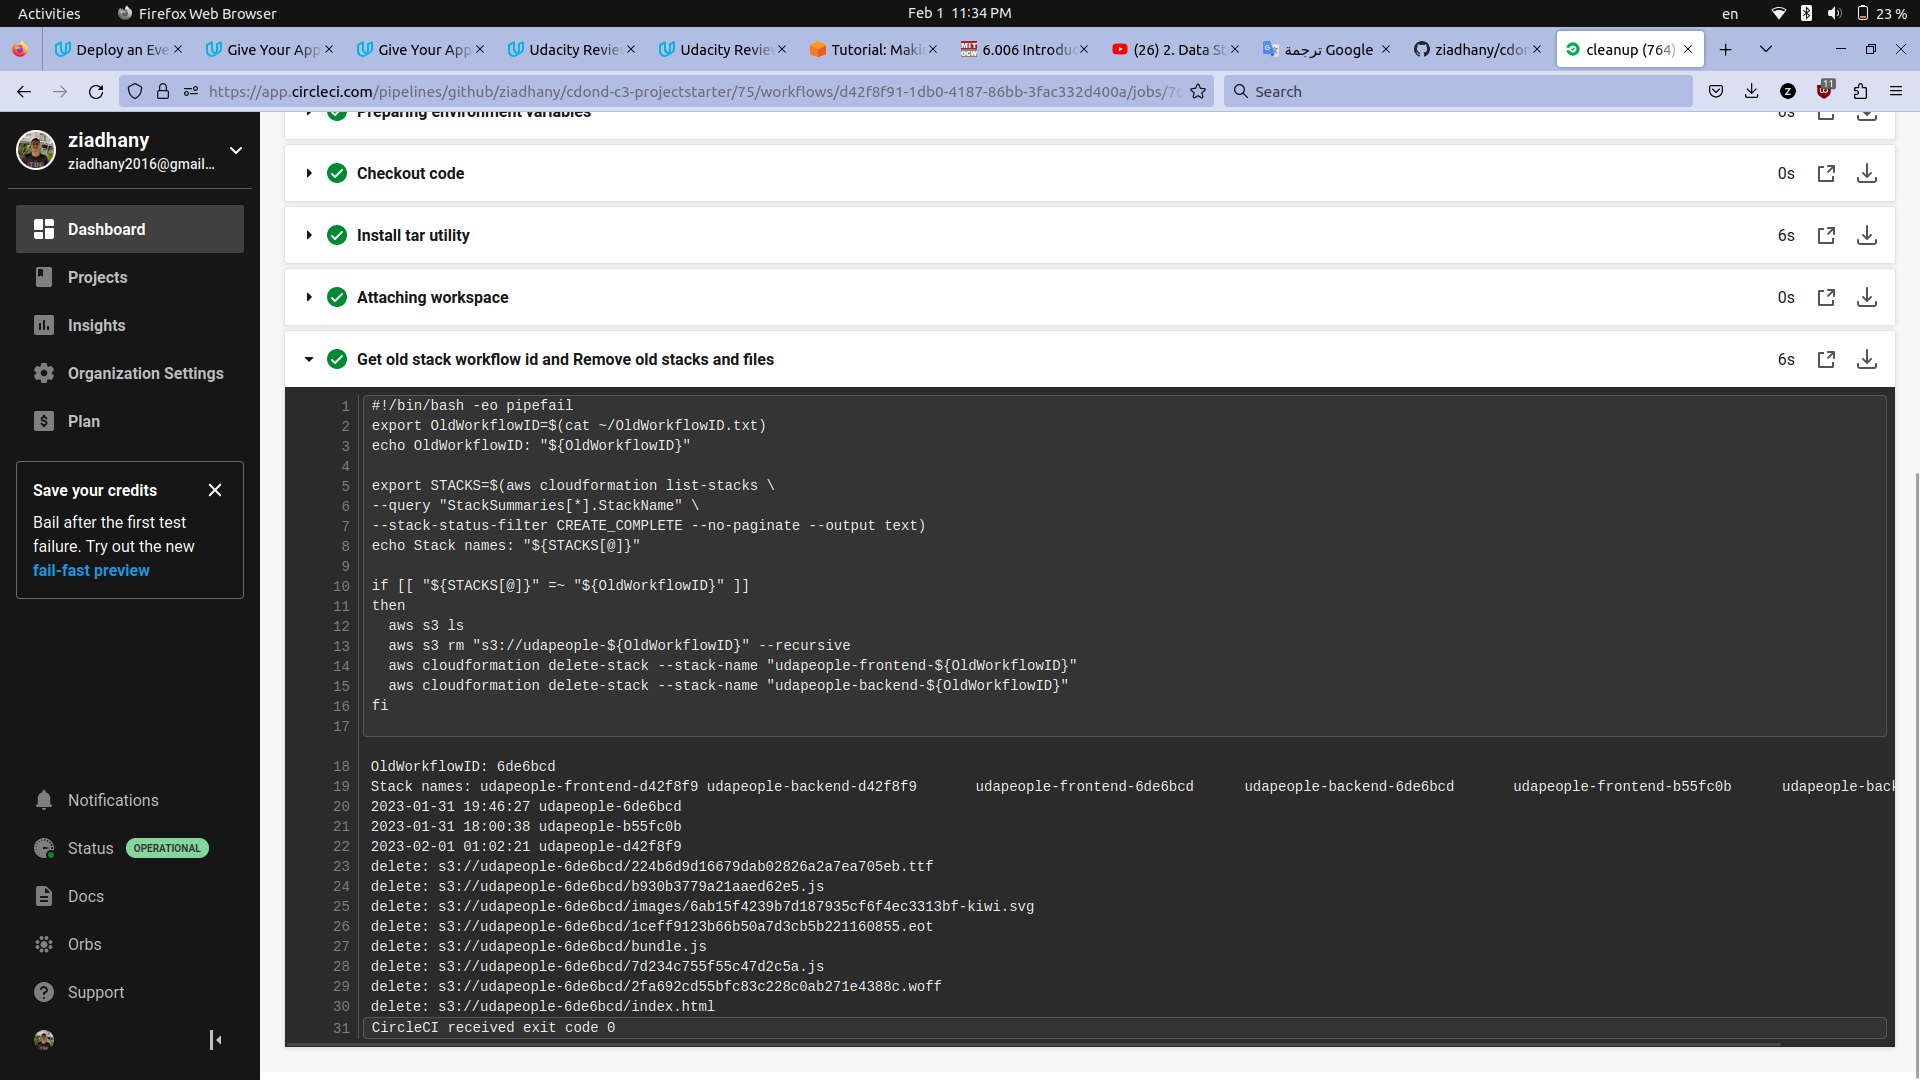 Activities
Firefox Web Browser
Feb 1 11:34 PM
en
23 %
Deploy an Eve
Give Your App
Give Your App
Udacity Review
Udacity Review
Tutorial: Makin
6.006 Introduc
(26) 2. Data St
ترجمة Google
ziadhany/cdon
cleanup (764)
https://app.circleci.com/pipelines/github/ziadhany/cdond-c3-projectstarter/75/workflows/d42f8f91-1db0-4187-86bb-3fac332d400a/jobs/7
Search
11
ziadhany
ziadhany2016@gmail...
Dashboard
Projects
Insights
Organization Settings
Plan
Save your credits
Bail after the first test
failure. Try out the new
fail-fast preview
Notifications
Status OPERATIONAL
Docs
Orbs
Support
Preparing environment variables
0s
Checkout code
0s
Install tar utility
6s
Attaching workspace
0s
Get old stack workflow id and Remove old stacks and files
6s
1 #!/bin/bash -eo pipefail
2 export OldWorkflowID=$(cat ~/OldWorkflowID.txt)
3 echo OldWorkflowID: "${OldWorkflowID}"
4
5 export STACKS=$(aws cloudformation list-stacks \
6 --query "StackSummaries[*].StackName" \
7 --stack-status-filter CREATE_COMPLETE --no-paginate --output text)
8 echo Stack names: "${STACKS[@]}"
9
10 if [[ "${STACKS[@]}" =~ "${OldWorkflowID}" ]]
11 then
12 aws s3 ls
13 aws s3 rm "s3://udapeople-${OldWorkflowID}" --recursive
14 aws cloudformation delete-stack --stack-name "udapeople-frontend-${OldWorkflowID}"
15 aws cloudformation delete-stack --stack-name "udapeople-backend-${OldWorkflowID}"
16 fi
17
18 OldWorkflowID: 6de6bcd
19 Stack names: udapeople-frontend-d42f8f9 udapeople-backend-d42f8f9 udapeople-frontend-6de6bcd udapeople-backend-6de6bcd udapeople-frontend-b55fc0b udapeople-back
20 2023-01-31 19:46:27 udapeople-6de6bcd
21 2023-01-31 18:00:38 udapeople-b55fc0b
22 2023-02-01 01:02:21 udapeople-d42f8f9
23 delete: s3://udapeople-6de6bcd/224b6d9d16679dab02826a2a7ea705eb.ttf
24 delete: s3://udapeople-6de6bcd/b930b3779a21aaed62e5.js
25 delete: s3://udapeople-6de6bcd/images/6ab15f4239b7d187935cf6f4ec3313bf-kiwi.svg
26 delete: s3://udapeople-6de6bcd/1ceff9123b66b50a7d3cb5b221160855.eot
27 delete: s3://udapeople-6de6bcd/bundle.js
28 delete: s3://udapeople-6de6bcd/7d234c755f55c47d2c5a.js
29 delete: s3://udapeople-6de6bcd/2fa692cd55bfc83c228c0ab271e4388c.woff
30 delete: s3://udapeople-6de6bcd/index.html
31 CircleCI received exit code 0